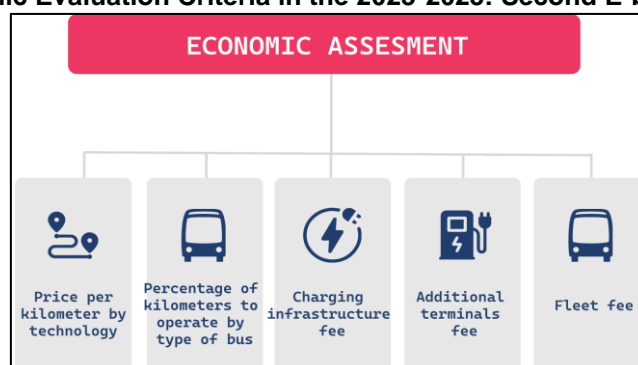 ECONOMIC ASSESMENT
Price per
kilometer by
technology
Percentage of
kilometers to
operate by
type of bus
Charging
infrastructure
fee
Additional
terminals
fee
Fleet fee